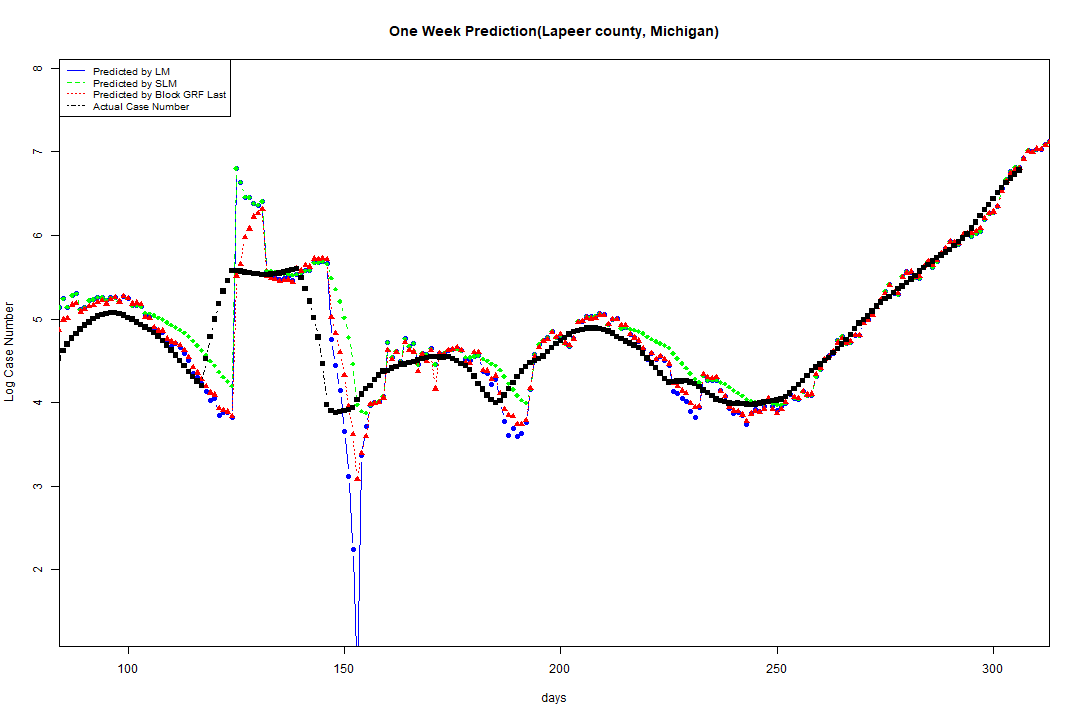 One Week Prediction(Lapeer county, Michigan)
Predicted by LM
Predicted by SLM
Predicted by Block GRF Last
Actual Case Number
8
7
6
5
4
3
2
Log Case Number
100 150 200 250 300
days